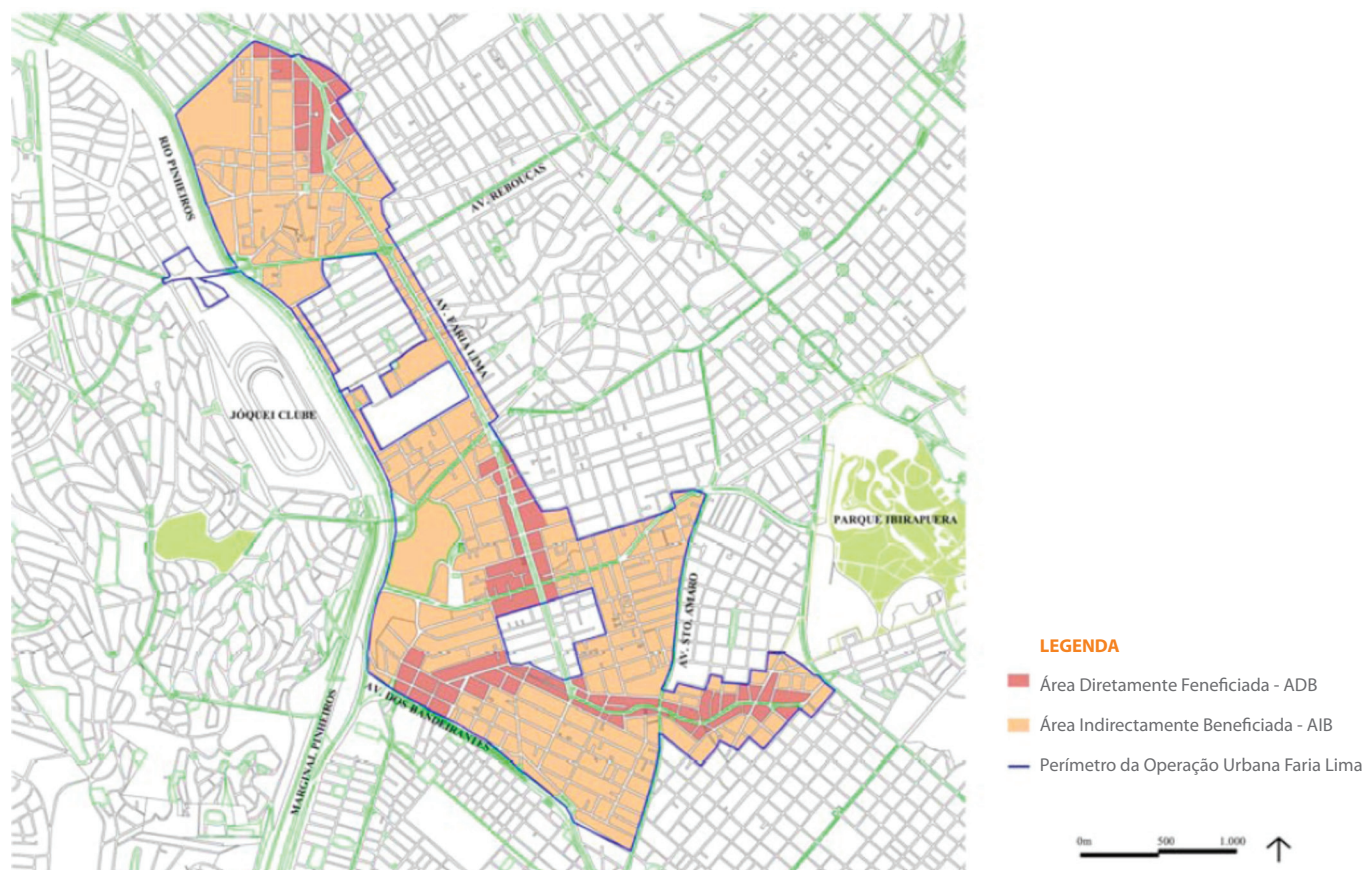 RIO PINHEIROS
AV. REBOUÇAS
AV. FARIA LIMA
JÓQUEI CLUBE
PARQUE IBIRAPUERA
AV. STO. AMARO
AV. DOS BANDEIRANTES
MARGINAL PINHEIROS
LEGENDA
Área Diretamente Feneficiada - ADB
Área Indirectamente Beneficiada - AIB
Perímetro da Operação Urbana Faria Lima
0m 500 1.000